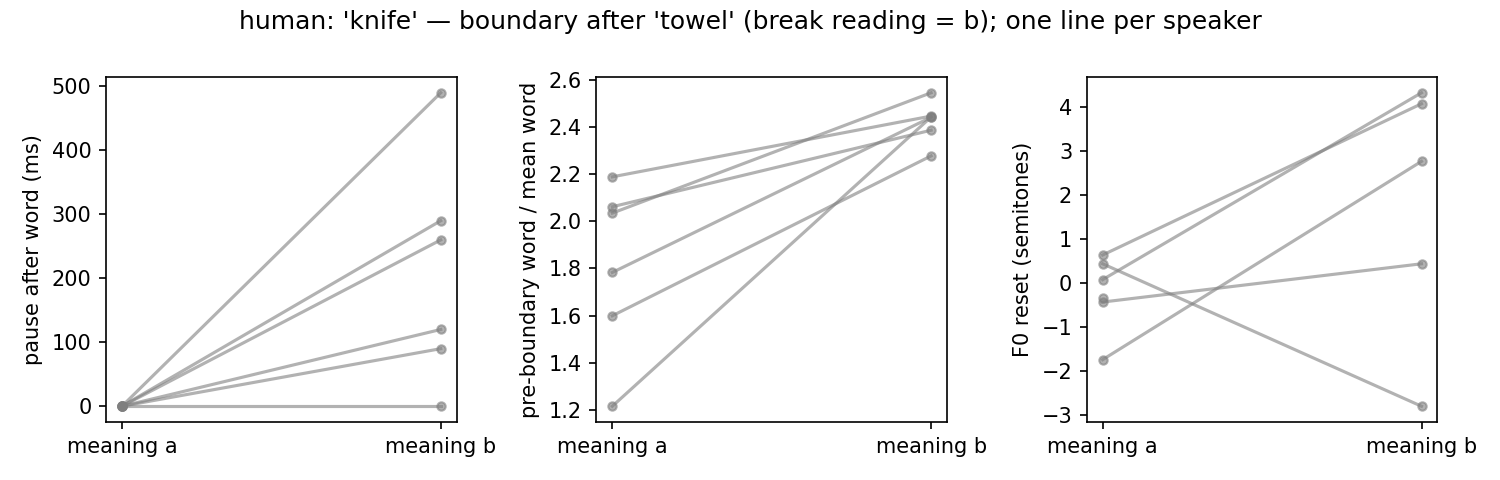 human: 'knife' — boundary after 'towel' (break reading = b); one line per speaker
pause after word (ms)
500
400
300
200
100
0
meaning a
meaning b
pre-boundary word / mean word
2.6
2.4
2.2
2.0
1.8
1.6
1.4
1.2
meaning a
meaning b
F0 reset (semitones)
4
3
2
1
0
−1
−2
−3
meaning a
meaning b